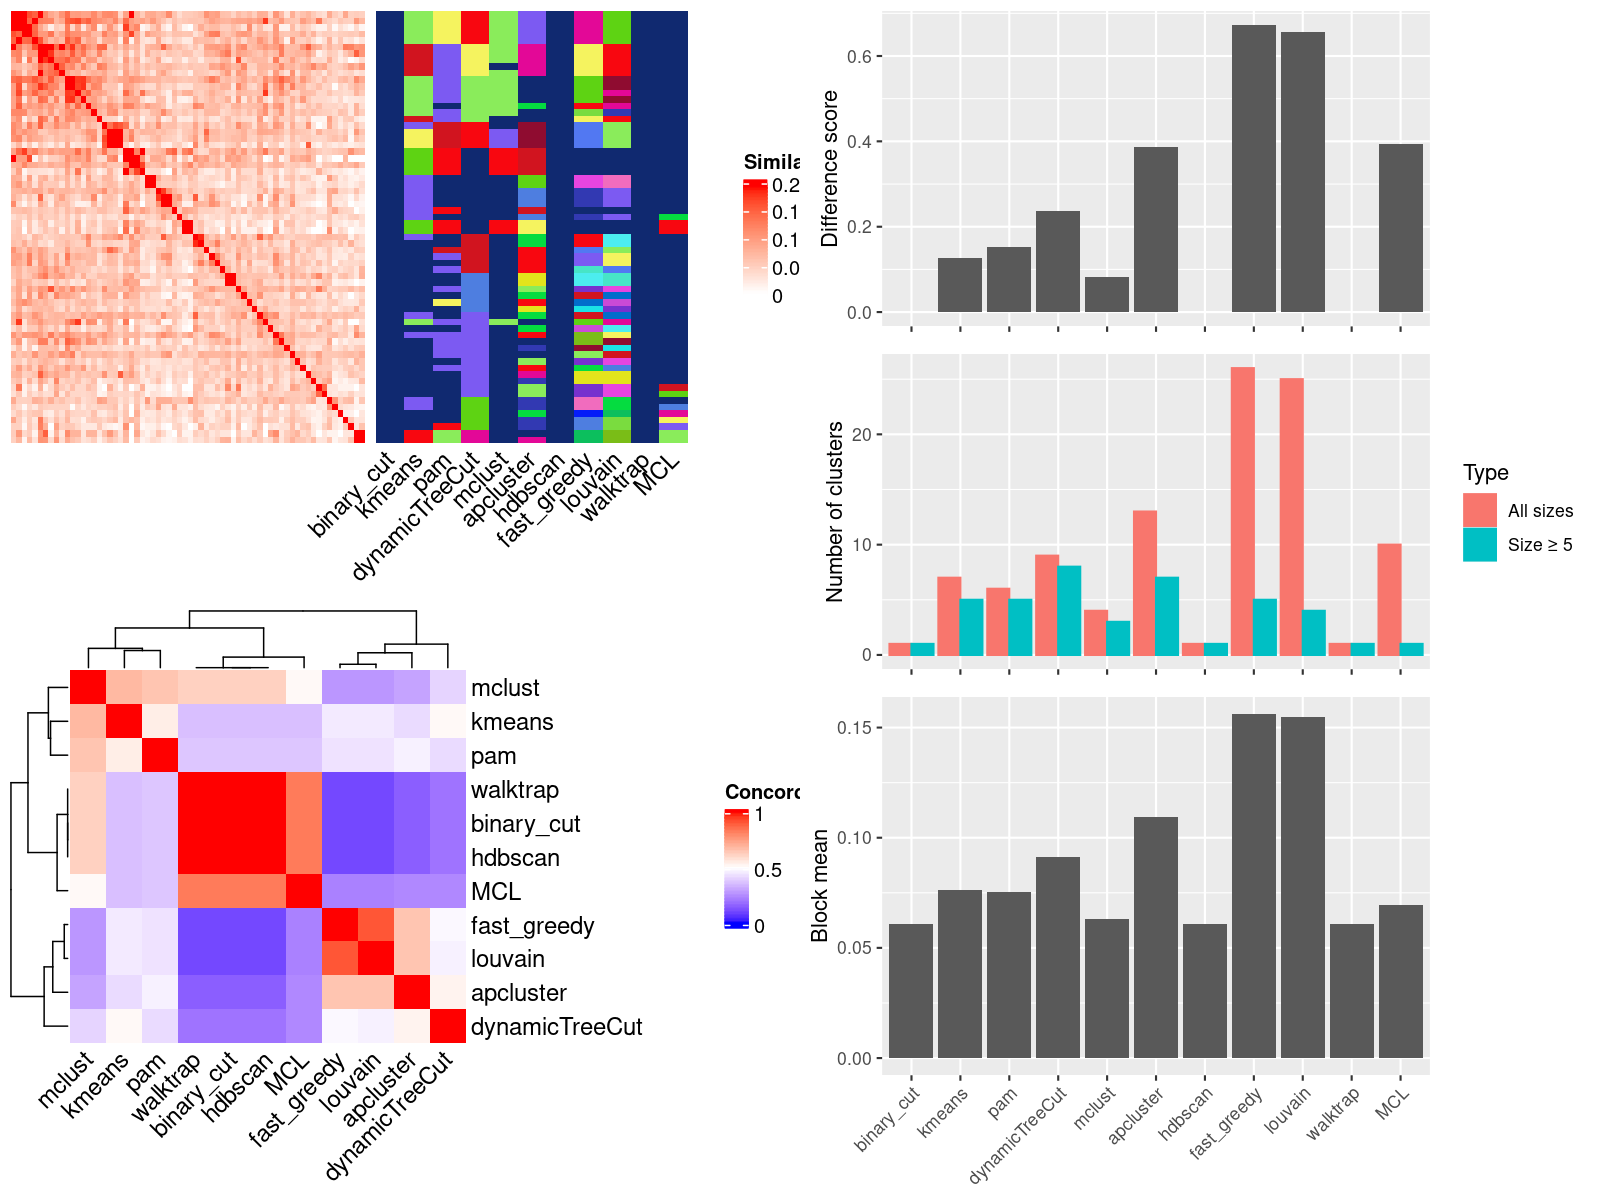 Simila
0.2
0.1
0.1
0.0
0
binary_cut
kmeans
pam
dynamicTreeCut
mclust
apcluster
hdbscan
fast_greedy
louvain
walktrap
MCL
mclust
kmeans
pam
walktrap
binary_cut
hdbscan
MCL
fast_greedy
louvain
apcluster
dynamicTreeCut
mclust
kmeans
pam
walktrap
binary_cut
hdbscan
MCL
fast_greedy
louvain
apcluster
dynamicTreeCut
Concord
1
0.5
0
Difference score
0.6
0.4
0.2
0.0
Number of clusters
20
10
0
Type
All sizes
Size ≥ 5
Block mean
0.15
0.10
0.05
0.00
binary_cut
kmeans
pam
dynamicTreeCut
mclust
apcluster
hdbscan
fast_greedy
louvain
walktrap
MCL